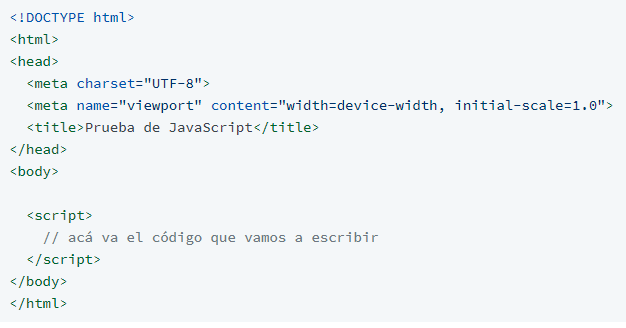 <!DOCTYPE html>
<html>
<head>
  <meta charset="UTF-8">
  <meta name="viewport" content="width=device-width, initial-scale=1.0">
  <title>Prueba de JavaScript</title>
</head>
<body>

  <script>
    // acá va el código que vamos a escribir
  </script>
</body>
</html>